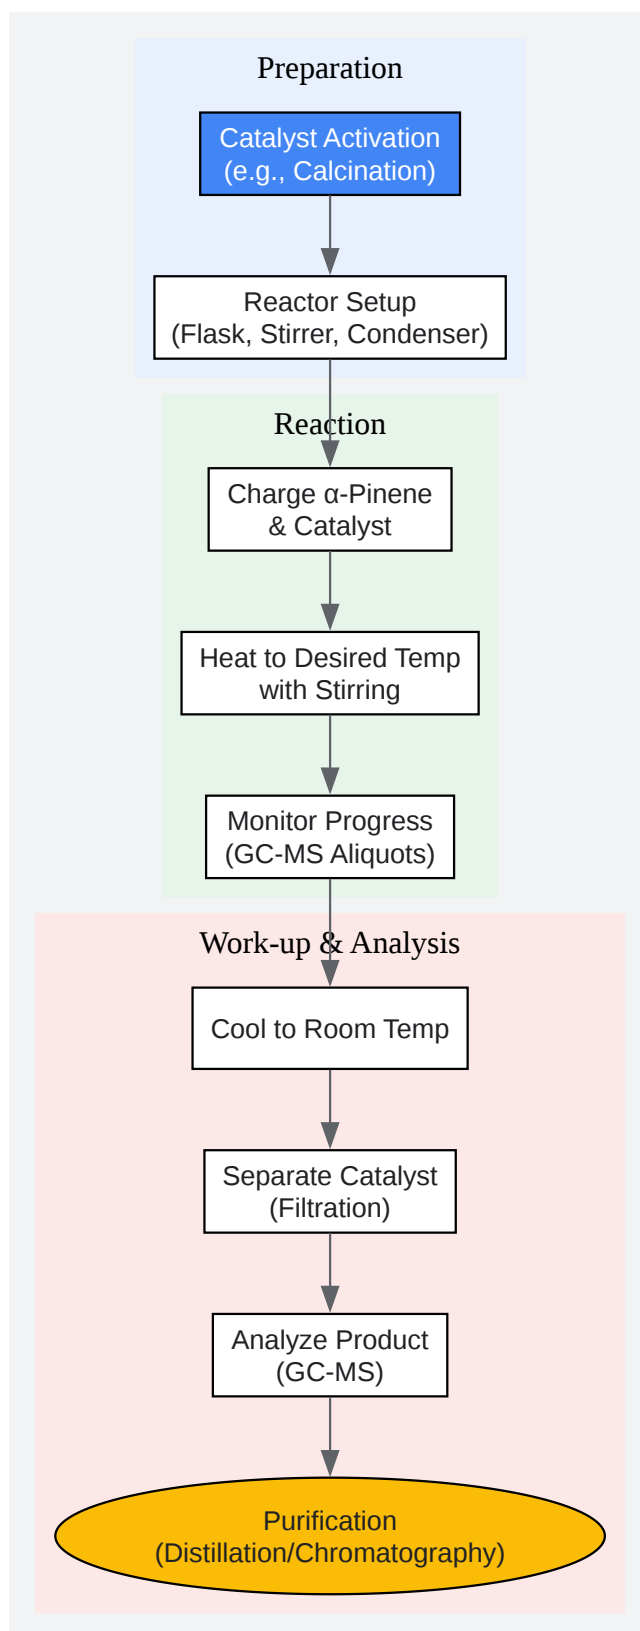 Preparation
Catalyst Activation
(e.g., Calcination)
Reactor Setup
(Flask, Stirrer, Condenser)
Reaction
Charge α-Pinene
& Catalyst
Heat to Desired Temp
with Stirring
Monitor Progress
(GC-MS Aliquots)
Work-up & Analysis
Cool to Room Temp
Separate Catalyst
(Filtration)
Analyze Product
(GC-MS)
Purification
(Distillation/Chromatography)